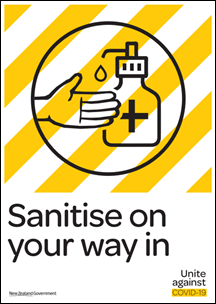 Sanitise on
your way in
New Zealand Government
Unite
against
COVID-19